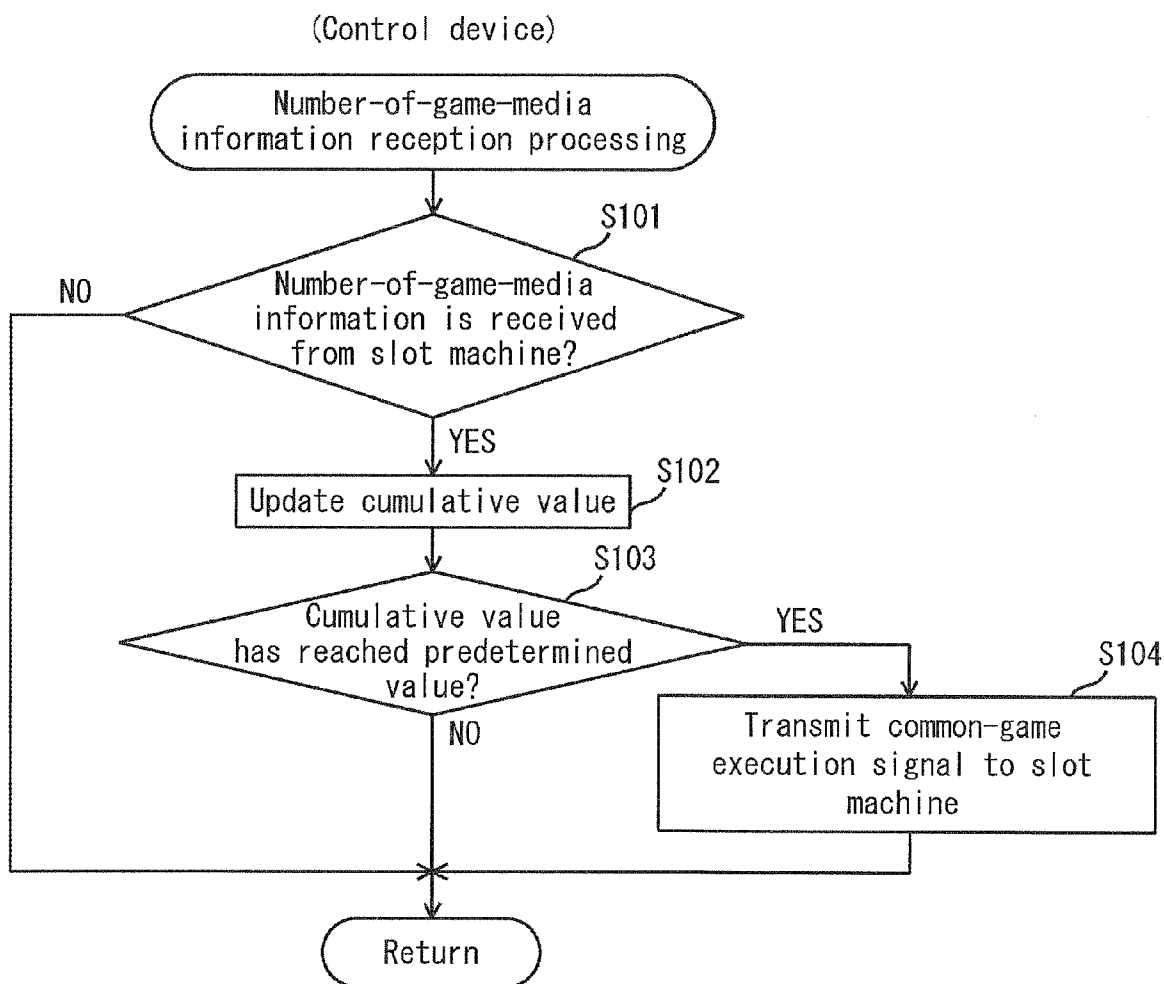 (Control device)
Number-of-game-media
information reception processing
S101
NO
Number-of-game-media
information is received
from slot machine?
YES
S102
Update cumulative value
S103
Cumulative value
has reached predetermined
value?
YES
S104
NO
Transmit common-game
execution signal to slot
machine
Return